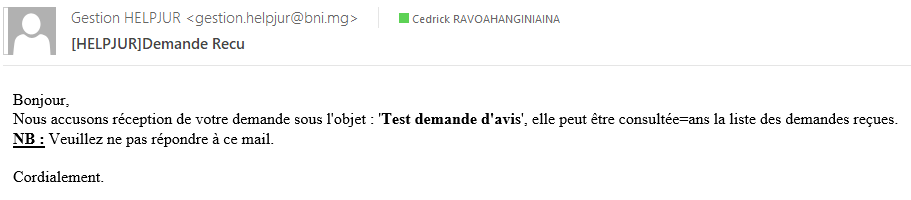 Gestion HELPJUR <gestion.helpjur@bni.mg>
Cedrick RAVOAHANGINIAINA
[HELPJUR]Demande Recu
Bonjour,
Nous accusons réception de votre demande sous l'objet : 'Test demande d'avis', elle peut être consultée=ans la liste des demandes reçues.
NB : Veuillez ne pas répondre à ce mail.
Cordialement.